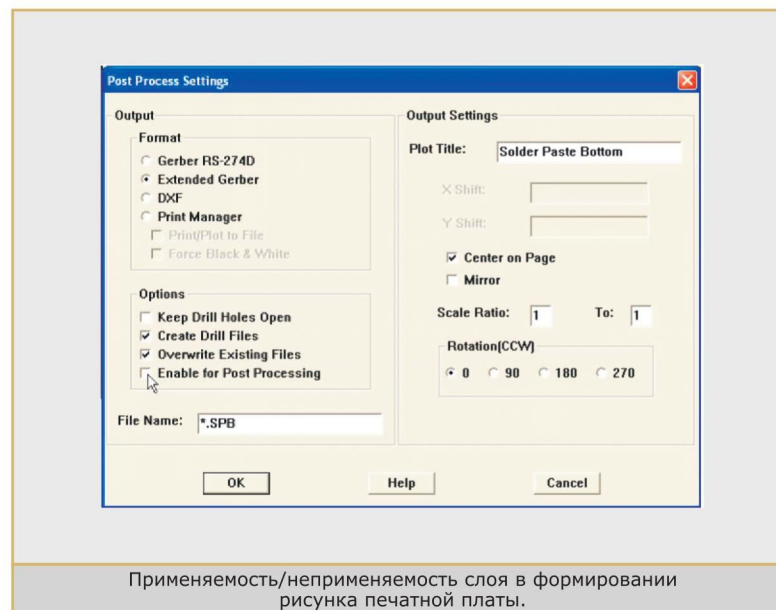 Post Process Settings
Output
Format
Gerber RS-274D
Extended Gerber
DXF
Print Manager
Print/Plot to File
Force Black & White
Options
Keep Drill Holes Open
Create Drill Files
Overwrite Existing Files
Enable for Post Processing
File Name: *.SPB
Output Settings
Plot Title: Solder Paste Bottom
X Shift:
Y Shift:
Center on Page
Mirror
Scale Ratio: 1 To: 1
Rotation(CCW)
0 90 180 270
OK Help Cancel
Применяемость/неприменяемость слоя в формировании
рисунка печатной платы.